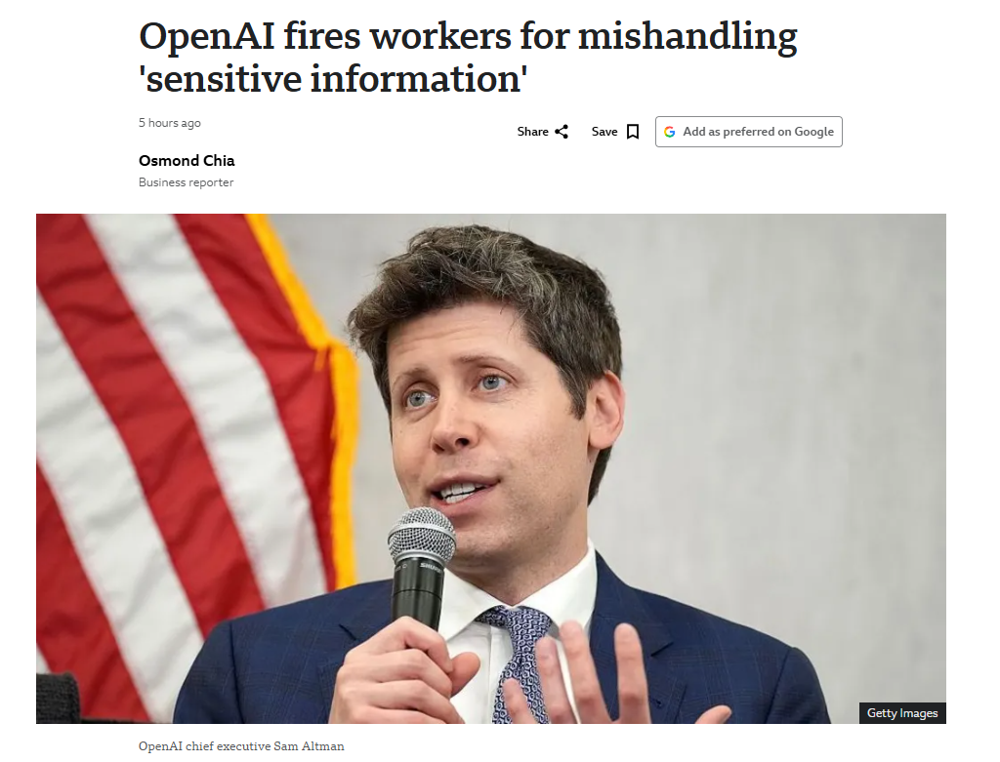 OpenAI fires workers for mishandling
'sensitive information'
5 hours ago
Share
Save
Add as preferred on Google
Osmond Chia
Business reporter
SHURE
Getty Images
OpenAI chief executive Sam Altman